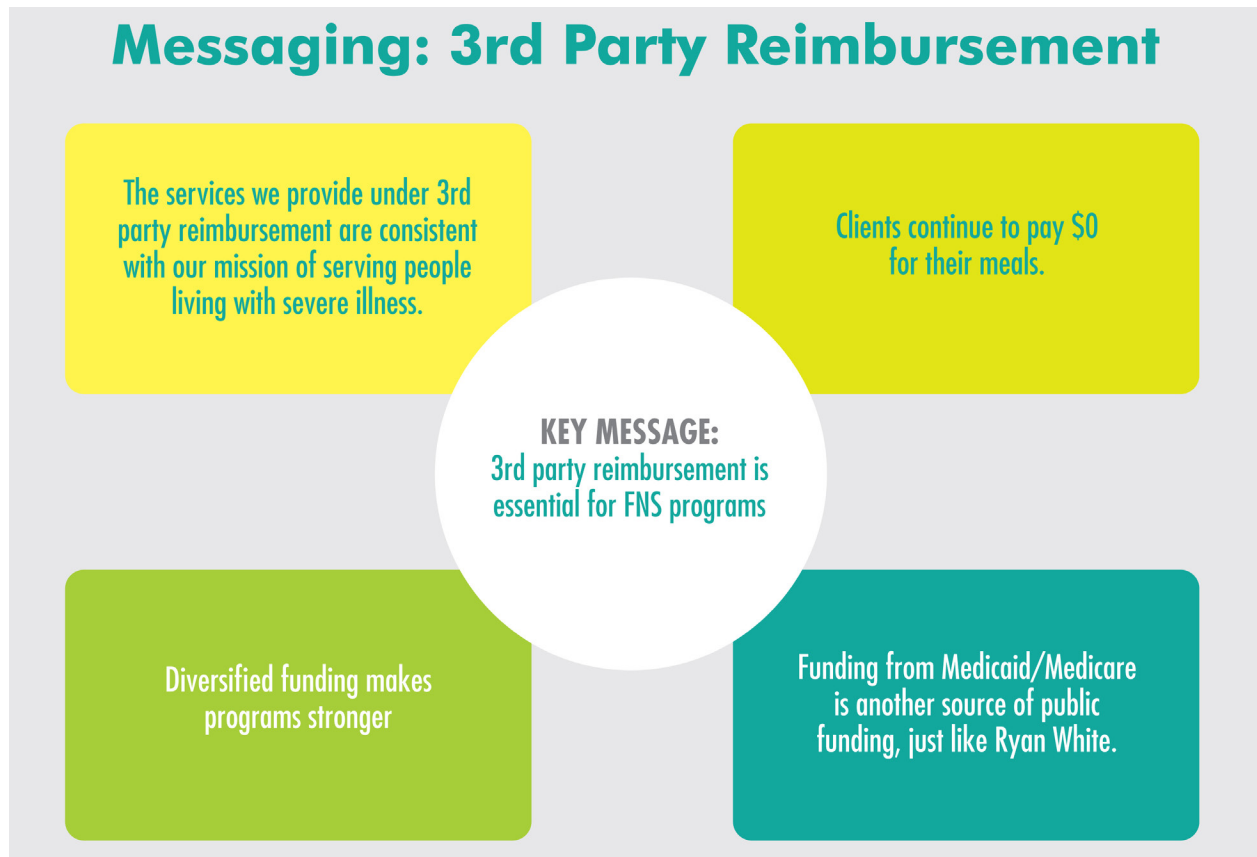 Messaging: 3rd Party Reimbursement
The services we provide under 3rd
party reimbursement are consistent
with our mission of serving people
living with severe illness.
Clients continue to pay $0
for their meals.
KEY MESSAGE:
3rd party reimbursement is
essential for FNS programs
Diversified funding makes
programs stronger
Funding from Medicaid/Medicare
is another source of public
funding, just like Ryan White.